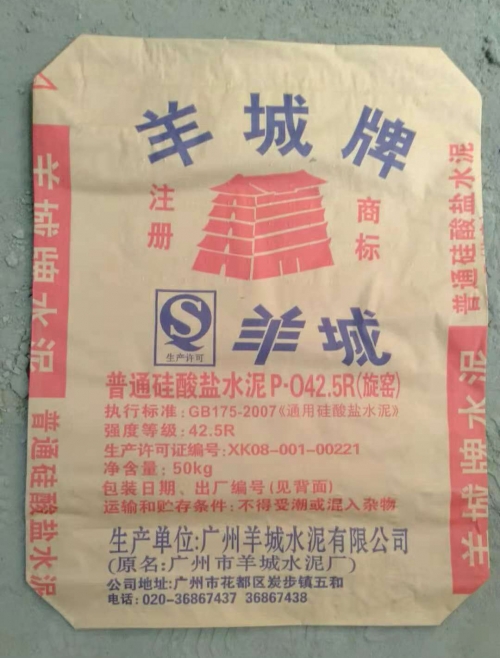 羊城牌
注册
商标
生产许可
羊城
普通硅酸盐水泥P·O42.5R(旋窑)
执行标准:GB175-2007《通用硅酸盐水泥》
强度等级:42.5R
生产许可证编号:XK08-001-00221
净含量:50kg
包装日期、出厂编号(见背面)
运输和贮存条件:不得受潮或混入杂物
生产单位:广州羊城水泥有限公司
(原名:广州市羊城水泥厂)
公司地址:广州市花都区炭步镇五和
电话:020-36867437 36867438
羊城牌水泥
普通硅酸盐水泥
普通硅酸盐水泥
羊城牌水泥